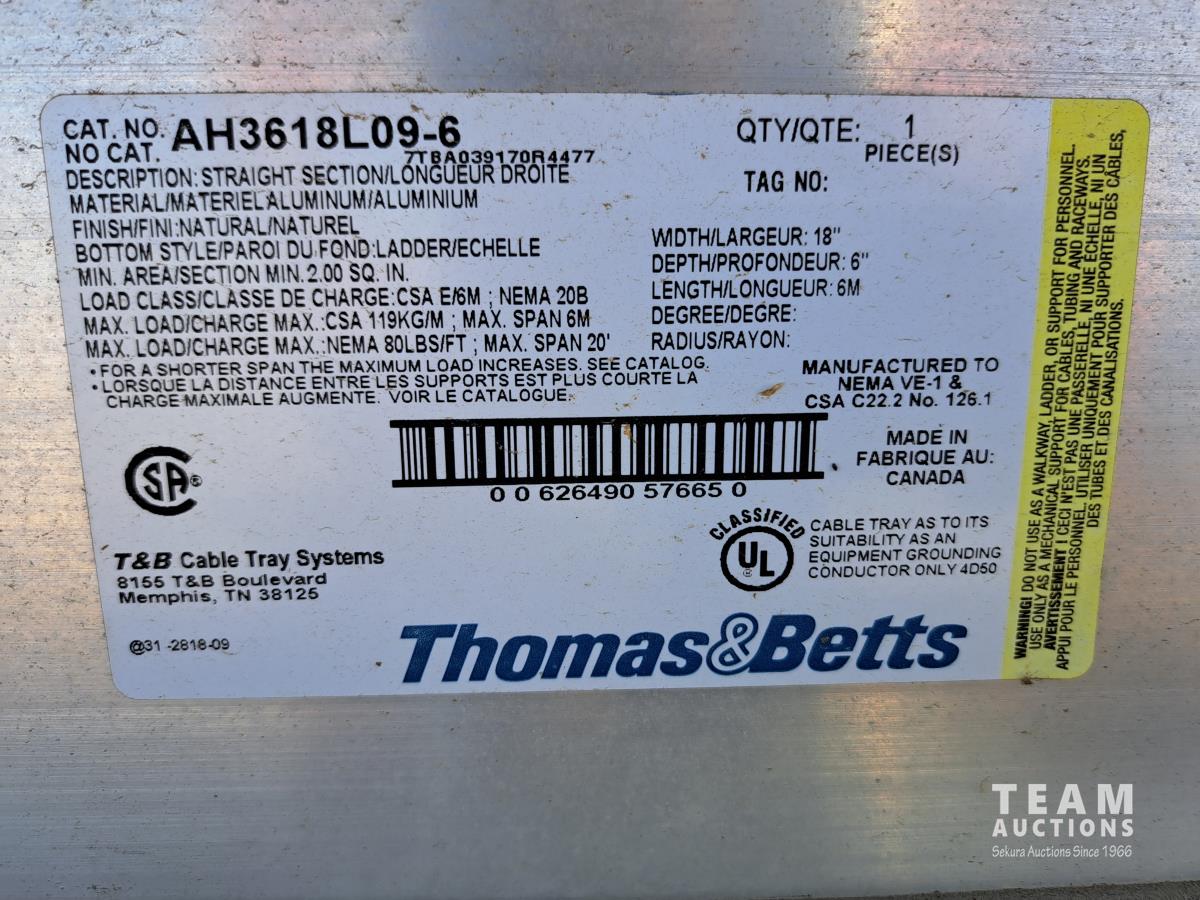 CAT. NO. AH3618L09-6
NO CAT. 7TBA039170R4477
DESCRIPTION: STRAIGHT SECTION/LONGUEUR DROITE
MATERIAL/MATERIEL:ALUMINUM/ALUMINIUM
FINISH/FINI:NATURAL/NATUREL
BOTTOM STYLE/PAROI DU FOND:LADDER/ECHELLE
MIN. AREA/SECTION MIN. 2.00 SQ. IN.
LOAD CLASS/CLASSE DE CHARGE:CSA E/6M ; NEMA 20B
MAX. LOAD/CHARGE MAX.:CSA 119KG/M ; MAX. SPAN 6M
MAX. LOAD/CHARGE MAX.:NEMA 80LBS/FT ; MAX. SPAN 20'
• FOR A SHORTER SPAN THE MAXIMUM LOAD INCREASES. SEE CATALOG.
• LORSQUE LA DISTANCE ENTRE LES SUPPORTS EST PLUS COURTE LA
CHARGE MAXIMALE AUGMENTE. VOIR LE CATALOGUE.
QTY/QTE: 1
PIECE(S)
TAG NO:
WIDTH/LARGEUR: 18"
DEPTH/PROFONDEUR: 6"
LENGTH/LONGUEUR: 6M
DEGREE/DEGRE:
RADIUS/RAYON:
MANUFACTURED TO
NEMA VE-1 &
CSA C22.2 No. 126.1
MADE IN
FABRIQUE AU:
CANADA
0 0 626490 57665 0
CSA ®
T&B Cable Tray Systems
8155 T&B Boulevard
Memphis, TN 38125
@31 -2818-09
CLASSIFIED
UL ®
CABLE TRAY AS TO ITS
SUITABILITY AS AN
EQUIPMENT GROUNDING
CONDUCTOR ONLY 4D50
Thomas&Betts
WARNING! DO NOT USE AS A WALKWAY, LADDER, OR SUPPORT FOR PERSONNEL.
USE ONLY AS A MECHANICAL SUPPORT FOR CABLES, TUBING AND RACEWAYS.
AVERTISSEMENT ! CECI N'EST PAS UNE PASSERELLE, NI UNE ECHELLE, NI UN
APPUI POUR LE PERSONNEL. UTILISER UNIQUEMENT POUR SUPPORTER DES CÂBLES,
DES TUBES ET DES CANALISATIONS.
TEAM
AUCTIONS
Sekura Auctions Since 1966